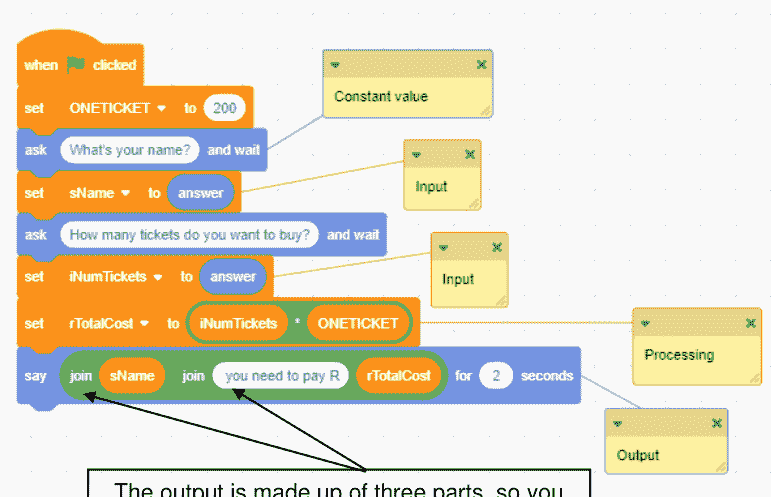 when clicked
set ONETICKET to 200
Constant value
ask What's your name? and wait
set sName to answer
Input
ask How many tickets do you want to buy? and wait
set iNumTickets to answer
Input
set rTotalCost to iNumTickets * ONETICKET
Processing
say join sName join you need to pay R rTotalCost for 2 seconds
Output
The output is made up of three parts, so you